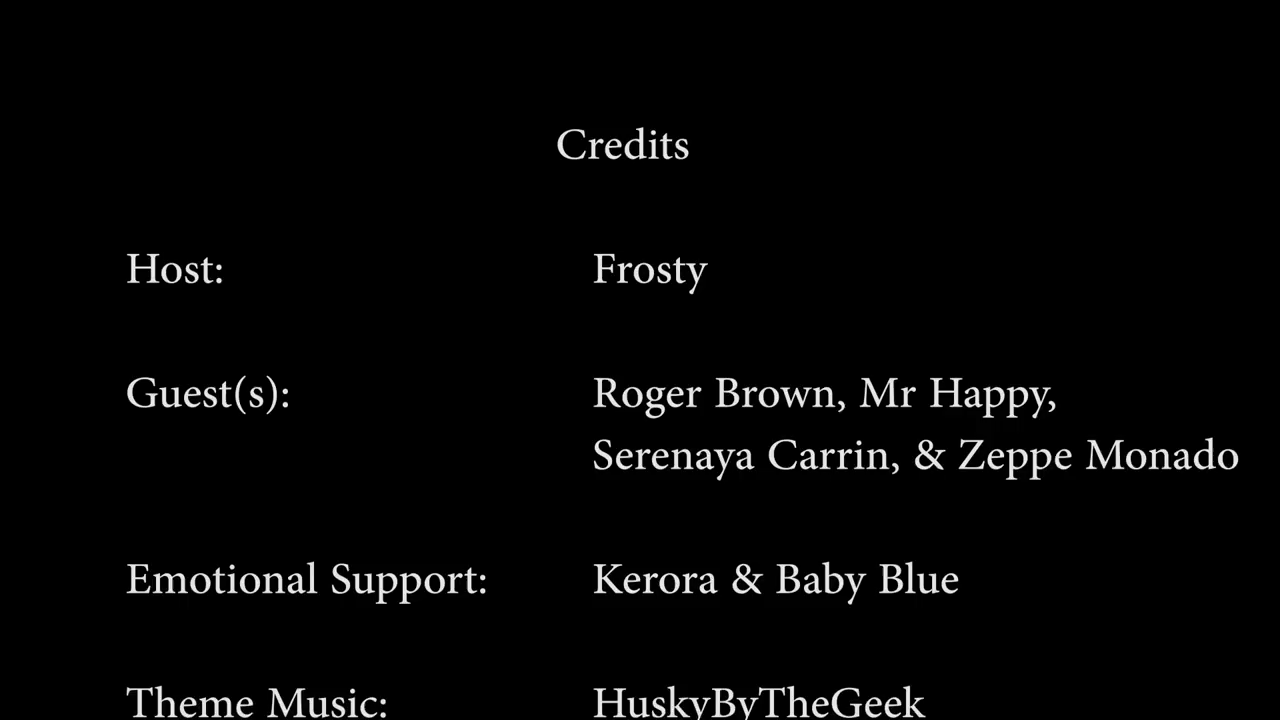 Credits
Host: Frosty
Guest(s): Roger Brown, Mr Happy,
Serenaya Carrin, & Zeppe Monado
Emotional Support: Kerora & Baby Blue
Theme Music: HuskyByTheGeek